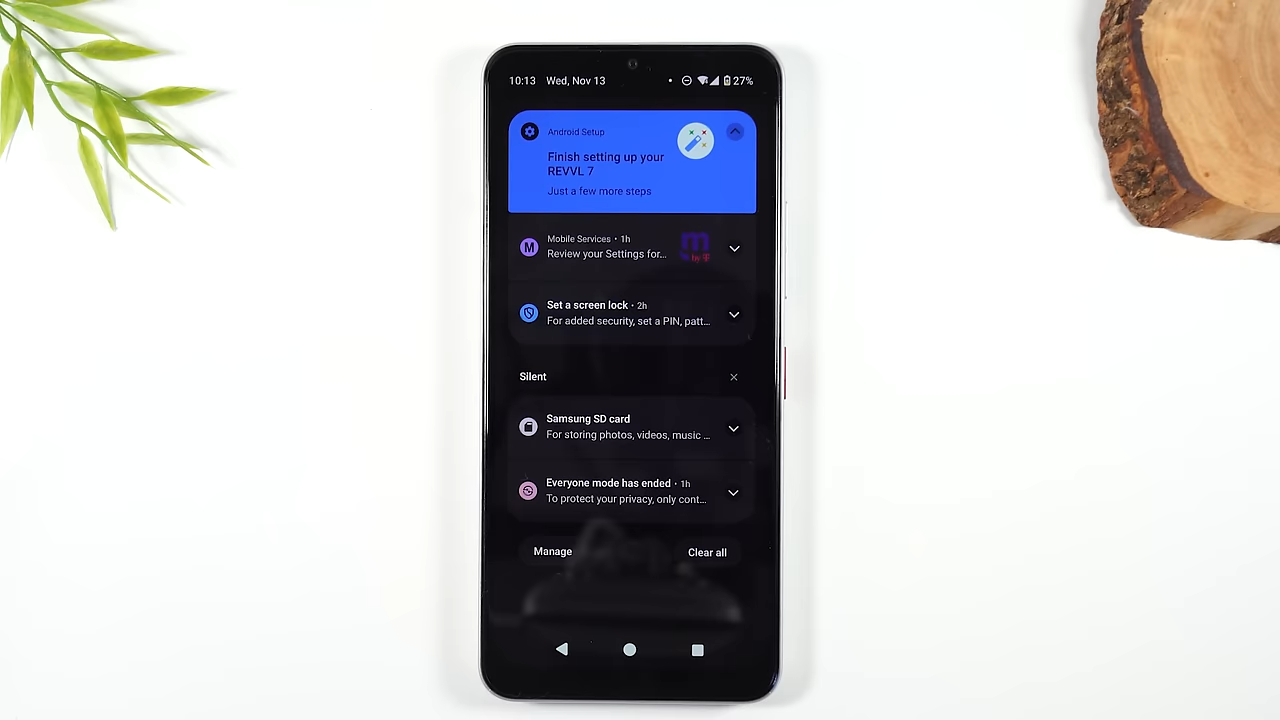 10:13 Wed, Nov 13 27%
Android Setup
Finish setting up your
REVVL 7
Just a few more steps
M
Mobile Services • 1h
Review your Settings for...
m
by T
Set a screen lock • 2h
For added security, set a PIN, patt...
Silent
Samsung SD card
For storing photos, videos, music ...
Everyone mode has ended • 1h
To protect your privacy, only cont...
Manage Clear all